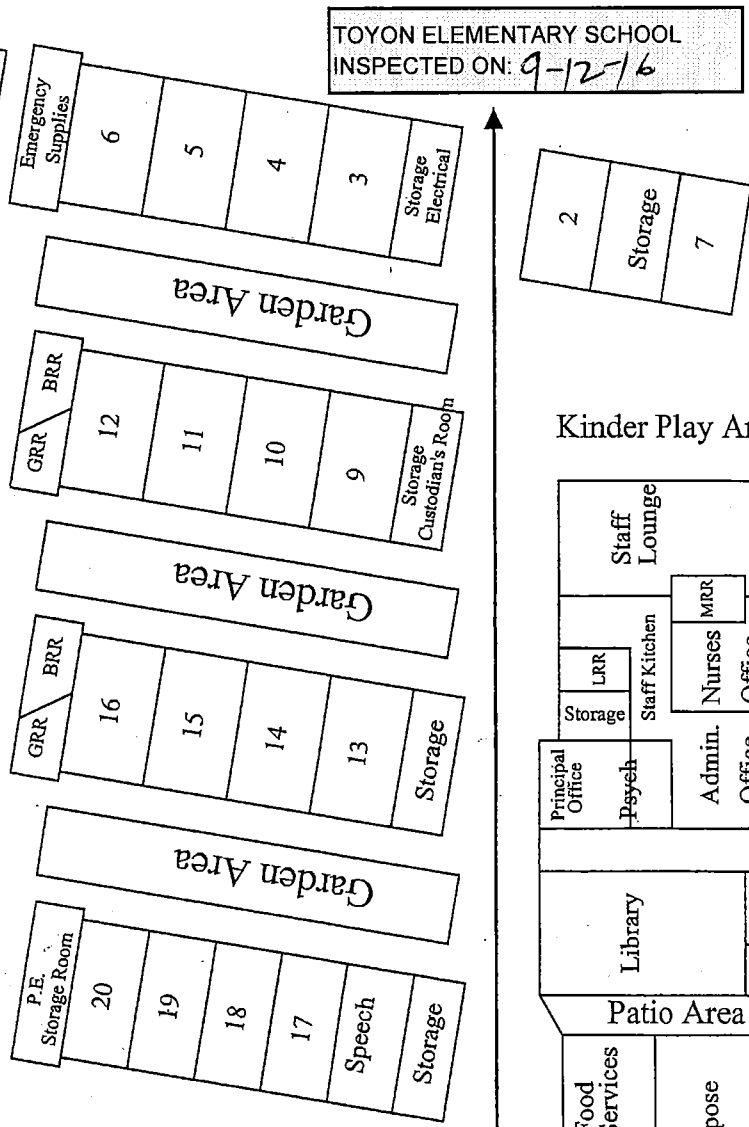 TOYON ELEMENTARY SCHOOL
INSPECTED ON: 9-12-16
Emergency
Supplies
6
5
4
3
Storage
Electrical
Garden Area
2
Storage
7
GRR
BRR
12
11
10
9
Storage
Custodian's Room
Garden Area
Kinder Play
Staff
Lounge
GRR
BRR
16
15
14
13
Storage
LRR
Storage
Staff Kitchen
MRR
Nurses
Principal
Office
Psych
Admin.
Garden Area
P.E.
Storage Room
20
19
18
17
Speech
Storage
Library
Patio Area
Food
Services
pose